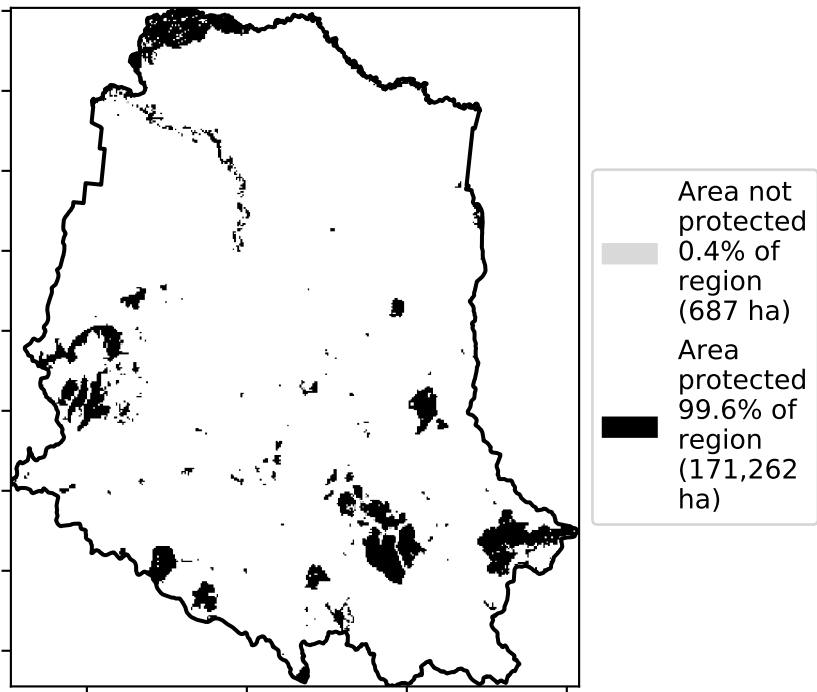 Area not
protected
0.4% of
region
(687 ha)
Area
protected
99.6% of
region
(171,262
ha)